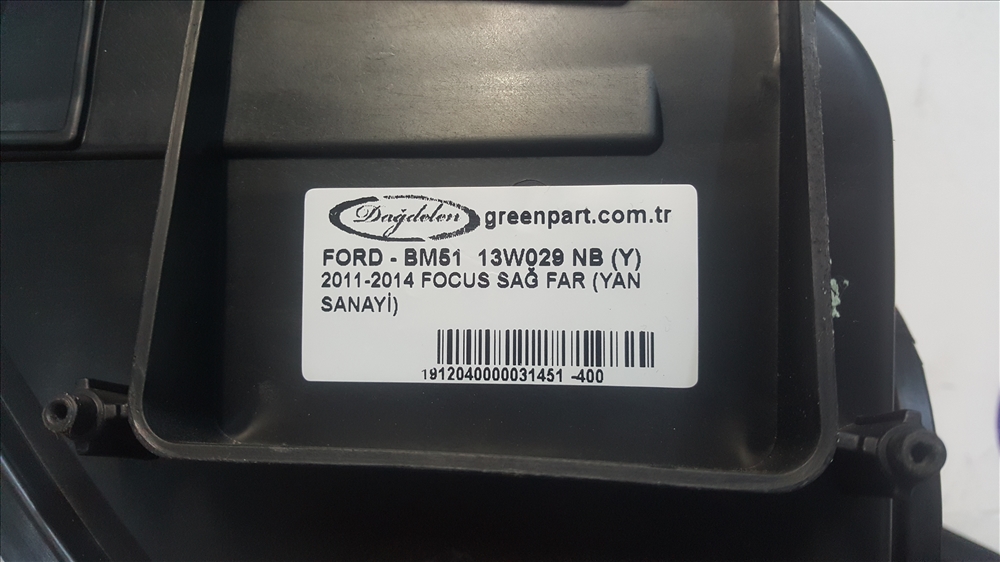 Dağdelen greenpart.com.tr
FORD - BM51 13W029 NB (Y)
2011-2014 FOCUS SAĞ FAR (YAN
SANAYİ)
1912040000031451 -400